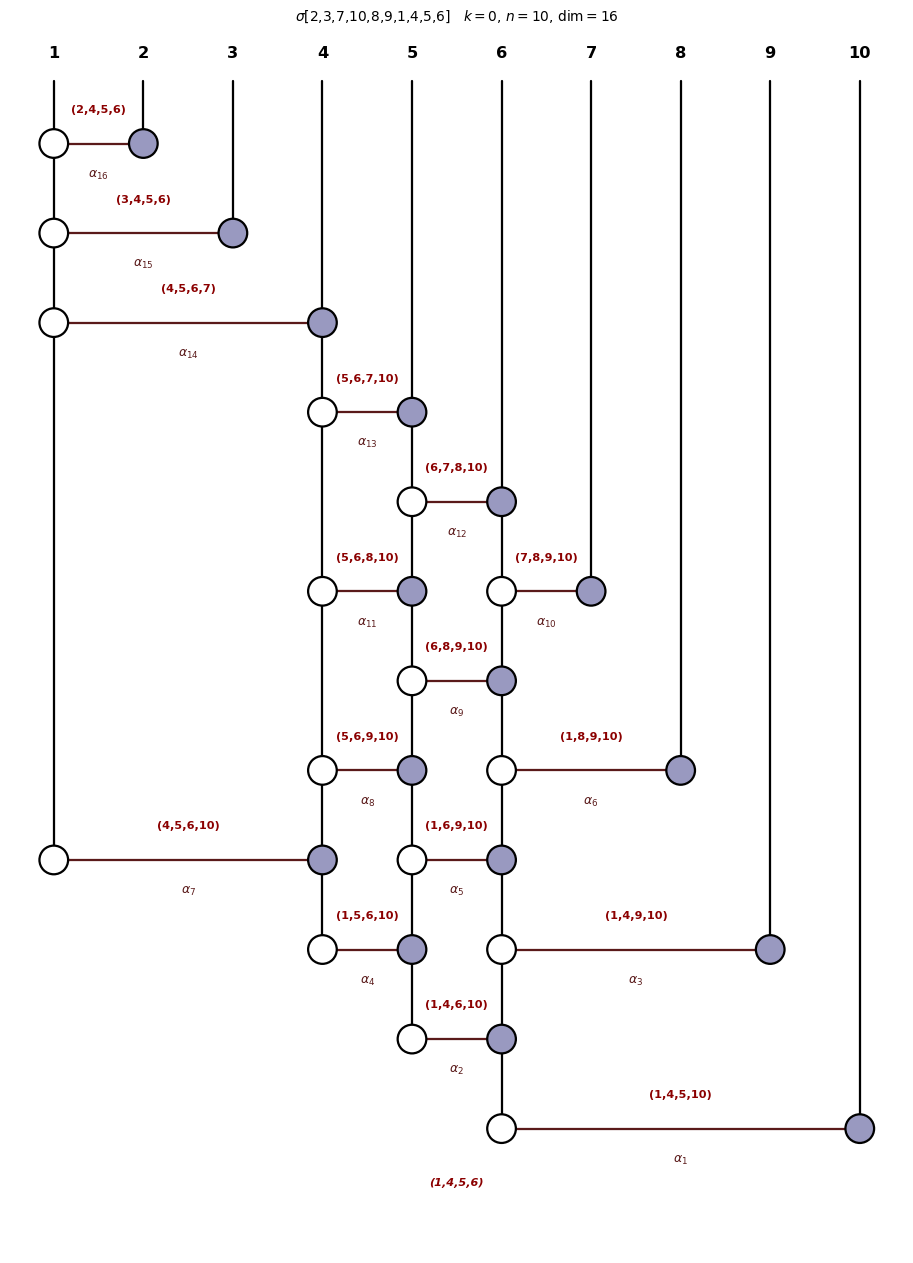 σ[2,3,7,10,8,9,1,4,5,6] k=0, n=10, dim=16
1 2 3 4 5 6 7 8 9 10
(2,4,5,6)
α₁₆
(3,4,5,6)
α₁₅
(4,5,6,7)
α₁₄
(5,6,7,10)
α₁₃
(6,7,8,10)
α₁₂
(5,6,8,10) (7,8,9,10)
α₁₁ α₁₀
(6,8,9,10)
α₉
(5,6,9,10) (1,8,9,10)
α₈ α₆
(4,5,6,10) (1,6,9,10)
α₇ α₅
(1,5,6,10) (1,4,9,10)
α₄ α₃
(1,4,6,10)
α₂
(1,4,5,10)
α₁
(1,4,5,6)